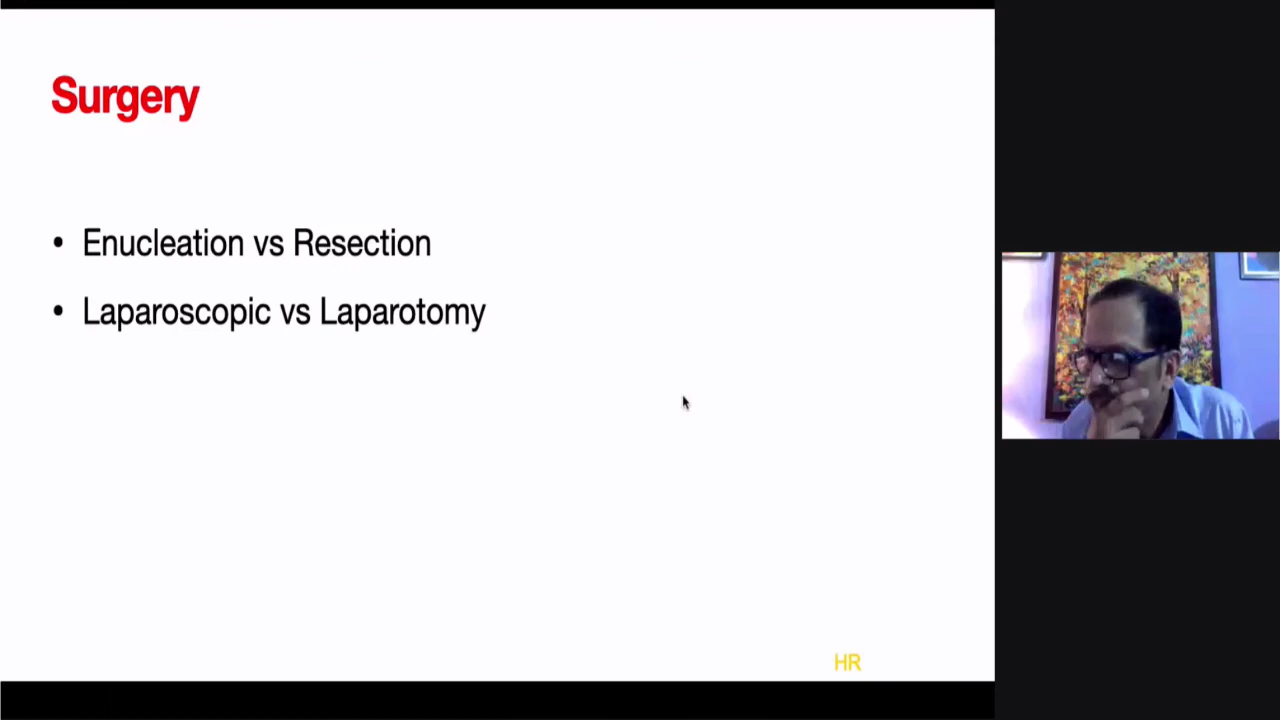 Surgery
• Enucleation vs Resection
• Laparoscopic vs Laparotomy
HR